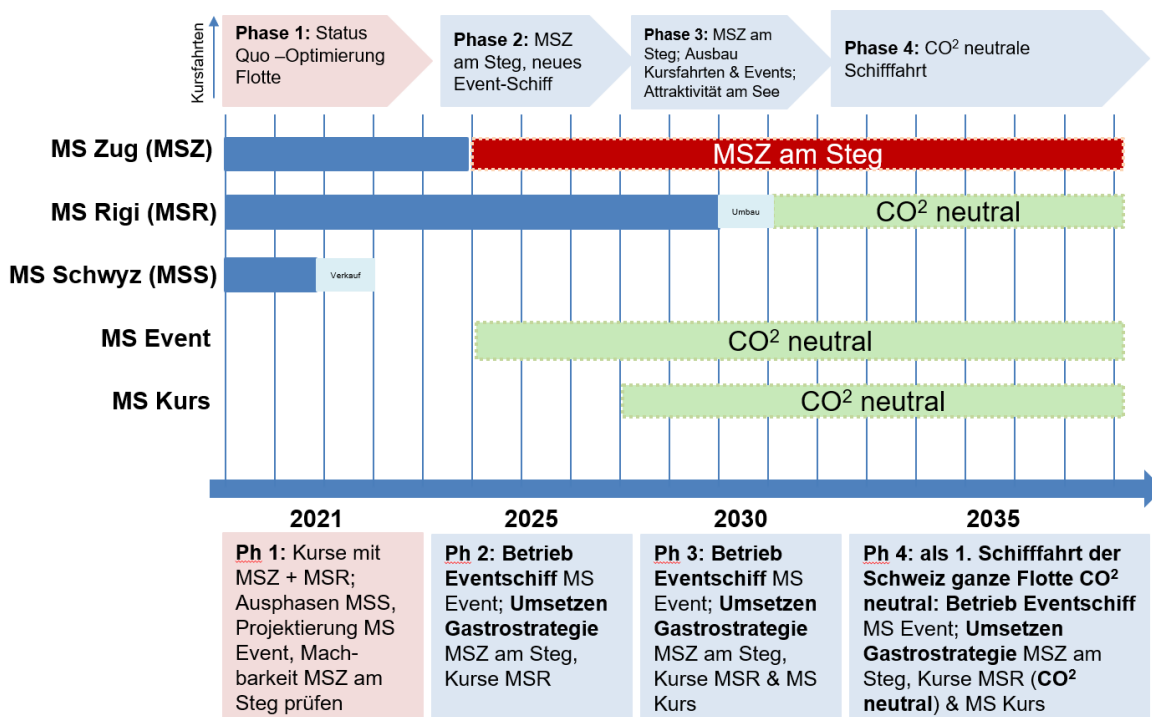 Kursfahrten
Phase 1: Status
Quo –Optimierung
Flotte
Phase 2: MSZ
am Steg, neues
Event-Schiff
Phase 3: MSZ am
Steg; Ausbau
Kursfahrten & Events;
Attraktivität am See
Phase 4: CO² neutrale
Schifffahrt
MS Zug (MSZ)
MSZ am Steg
MS Rigi (MSR)
Umbau
CO² neutral
MS Schwyz (MSS)
Verkauf
MS Event
CO² neutral
MS Kurs
CO² neutral
2021
2025
2030
2035
Ph 1: Kurse mit
MSZ + MSR;
Ausphasen MSS,
Projektierung MS
Event, Mach-
barkeit MSZ am
Steg prüfen
Ph 2: Betrieb
Eventschiff MS
Event; Umsetzen
Gastrostrategie
MSZ am Steg,
Kurse MSR
Ph 3: Betrieb
Eventschiff MS
Event; Umsetzen
Gastrostrategie
MSZ am Steg,
Kurse MSR & MS
Kurs
Ph 4: als 1. Schifffahrt der
Schweiz ganze Flotte CO²
neutral: Betrieb Eventschiff
MS Event; Umsetzen
Gastrostrategie MSZ am
Steg, Kurse MSR (CO²
neutral) & MS Kurs